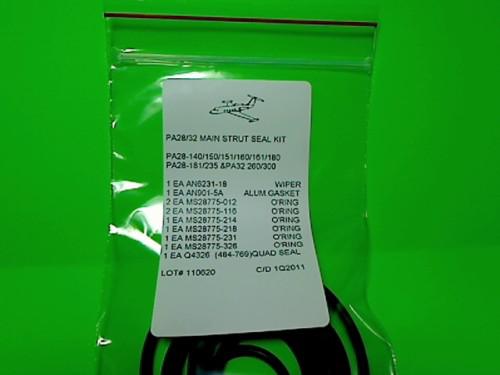 PA28/32 MAIN STRUT SEAL KIT
PA28-140/150/151/160/161/180
PA28-181/235 &PA32 260/300
1 EA AN6231-18 WIPER
1 EA AN901-5A ALUM GASKET
2 EA MS28775-012 O'RING
2 EA MS28775-116 O'RING
1 EA MS28775-214 O'RING
1 EA MS28775-218 O'RING
1 EA MS28775-231 O'RING
1 EA MS28775-326 O'RING
1 EA Q4326 (484-769)QUAD SEAL
LOT# 110620 C/D 1Q2011